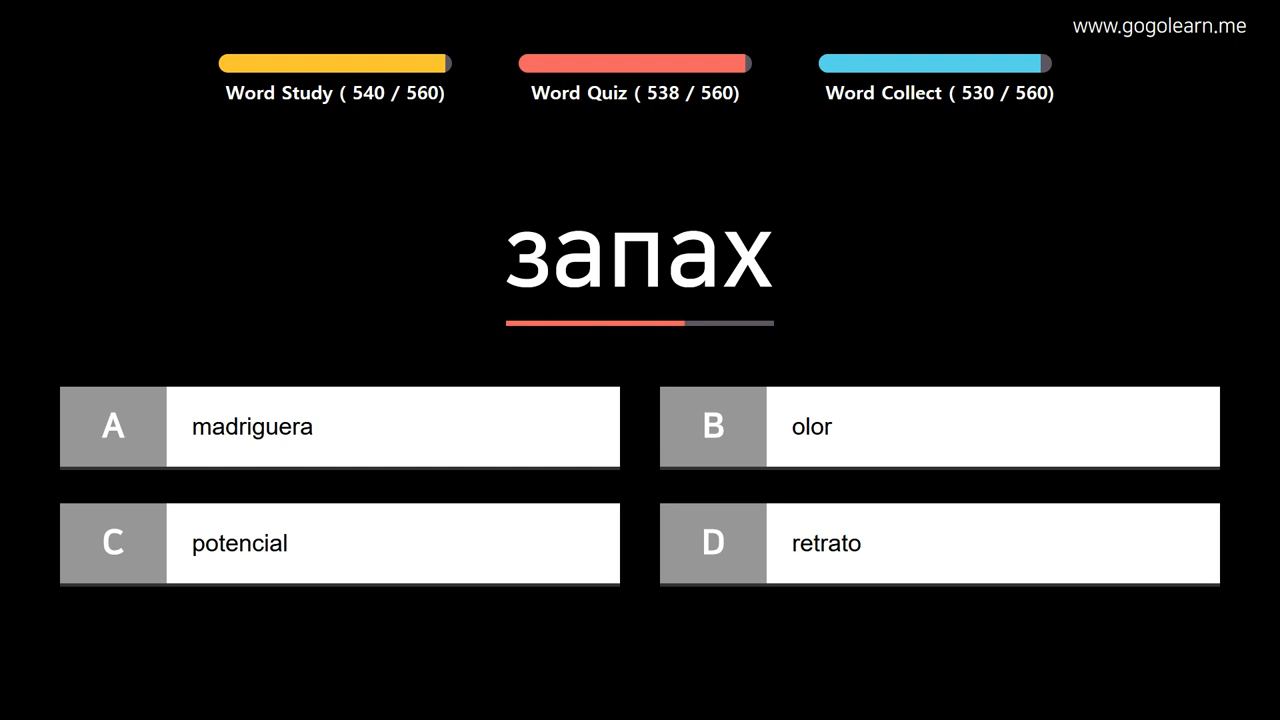 www.gogolearn.me
Word Study ( 540 / 560)
Word Quiz ( 538 / 560)
Word Collect ( 530 / 560)
запах
A madriguera
B olor
C potencial
D retrato